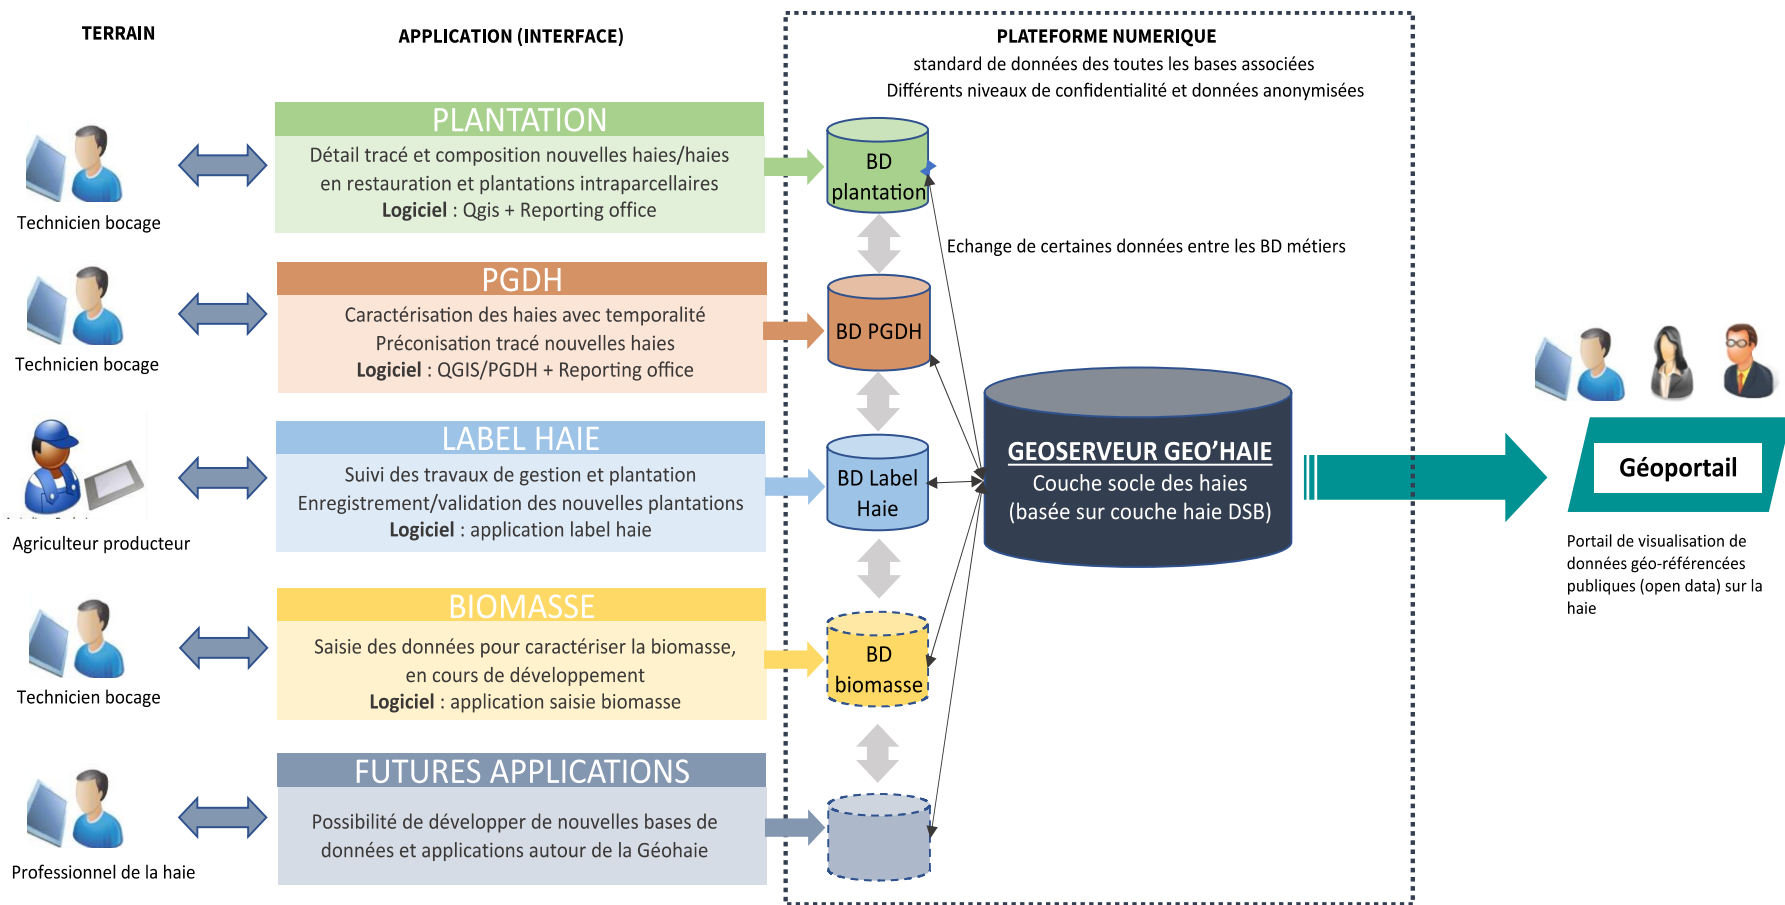 TERRAIN
APPLICATION (INTERFACE)
PLATEFORME NUMERIQUE
standard de données des toutes les bases associées
Différents niveaux de confidentialité et données anonymisées
Technicien bocage
PLANTATION
Détail tracé et composition nouvelles haies/haies
en restauration et plantations intraparcellaires
Logiciel : Qgis + Reporting office
BD
plantation
Echange de certaines données entre les BD métiers
Technicien bocage
PGDH
Caractérisation des haies avec temporalité
Préconisation tracé nouvelles haies
Logiciel : QGIS/PGDH + Reporting office
BD PGDH
Agriculteur producteur
LABEL HAIE
Suivi des travaux de gestion et plantation
Enregistrement/validation des nouvelles plantations
Logiciel : application label haie
BD Label
Haie
GEOSERVEUR GEO'HAIE
Couche socle des haies
(basée sur couche haie DSB)
Géoportail
Portail de visualisation de
données géo-référencées
publiques (open data) sur la
haie
Technicien bocage
BIOMASSE
Saisie des données pour caractériser la biomasse,
en cours de développement
Logiciel : application saisie biomasse
BD
biomasse
Professionnel de la haie
FUTURES APPLICATIONS
Possibilité de développer de nouvelles bases de
données et applications autour de la Géohaie